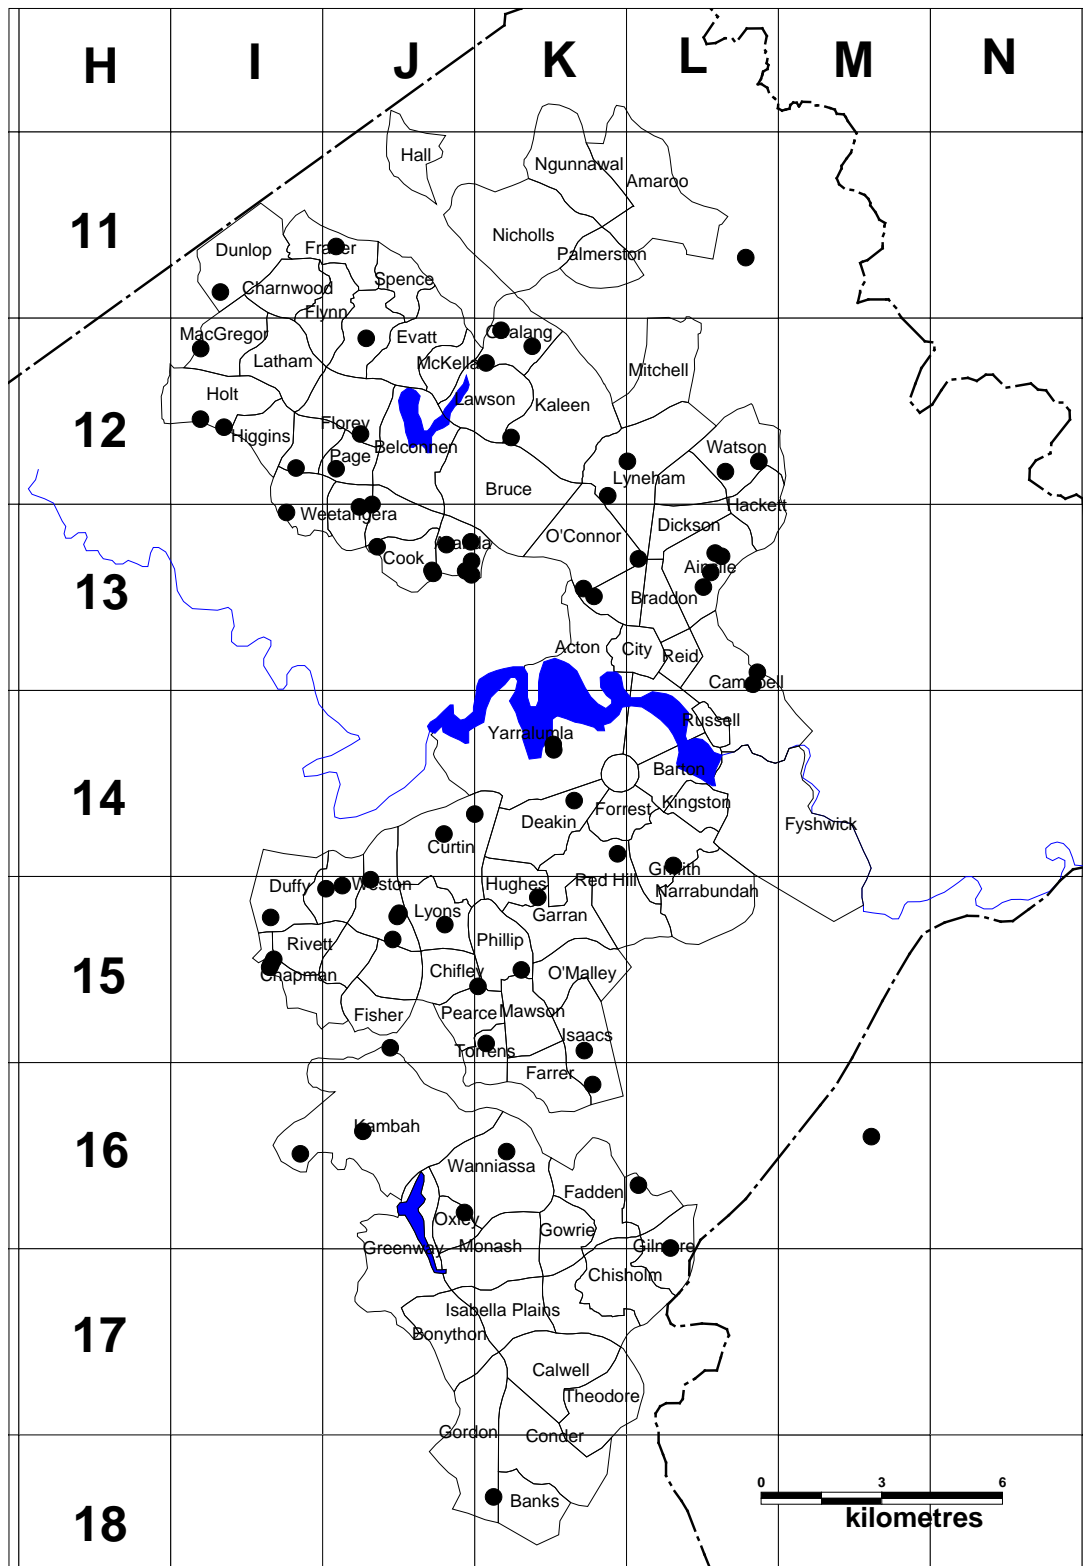 H I J K L M N
Hall
Ngunnawal
Amaroo
11
Nicholls
Dunlop
Fraser
Palmerston
Spence
Charnwood
Flynn
MacGregor
Evatt
Giralang
Latham
McKellar
Mitchell
Holt
Lawson
Kaleen
12
Florey
Higgins
Belconnen
Watson
Page
Lyneham
Bruce
Hackett
Weetangera
Dickson
O'Connor
Aranda
Cook
Ainslie
13
Braddon
Acton
City
Reid
Campbell
Russell
Yarralumla
Barton
14
Kingston
Forrest
Deakin
Fyshwick
Curtin
Griffith
Duffy
Weston
Hughes
Red Hill
Narrabundah
Lyons
Garran
Rivett
Phillip
15
Chapman
Chifley
O'Malley
Fisher
Pearce
Mawson
Isaacs
Torrens
Farrer
Kambah
16
Wanniassa
Fadden
Oxley
Gowrie
Greenway
Monash
Gilmore
Chisholm
17
Isabella Plains
Bonython
Calwell
Theodore
Gordon
Conder
0 3 6
Banks
kilometres
18